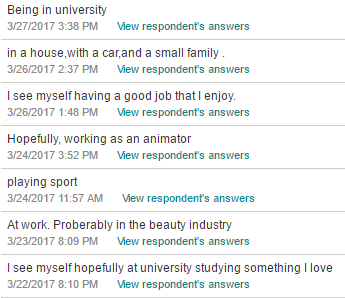 Being in university
3/27/2017 3:38 PM View respondent's answers
in a house,with a car,and a small family .
3/26/2017 2:37 PM View respondent's answers
I see myself having a good job that I enjoy.
3/26/2017 1:48 PM View respondent's answers
Hopefully, working as an animator
3/24/2017 3:52 PM View respondent's answers
playing sport
3/24/2017 11:57 AM View respondent's answers
At work. Proberably in the beauty industry
3/23/2017 8:09 PM View respondent's answers
I see myself hopefully at university studying something I love
3/22/2017 8:10 PM View respondent's answers